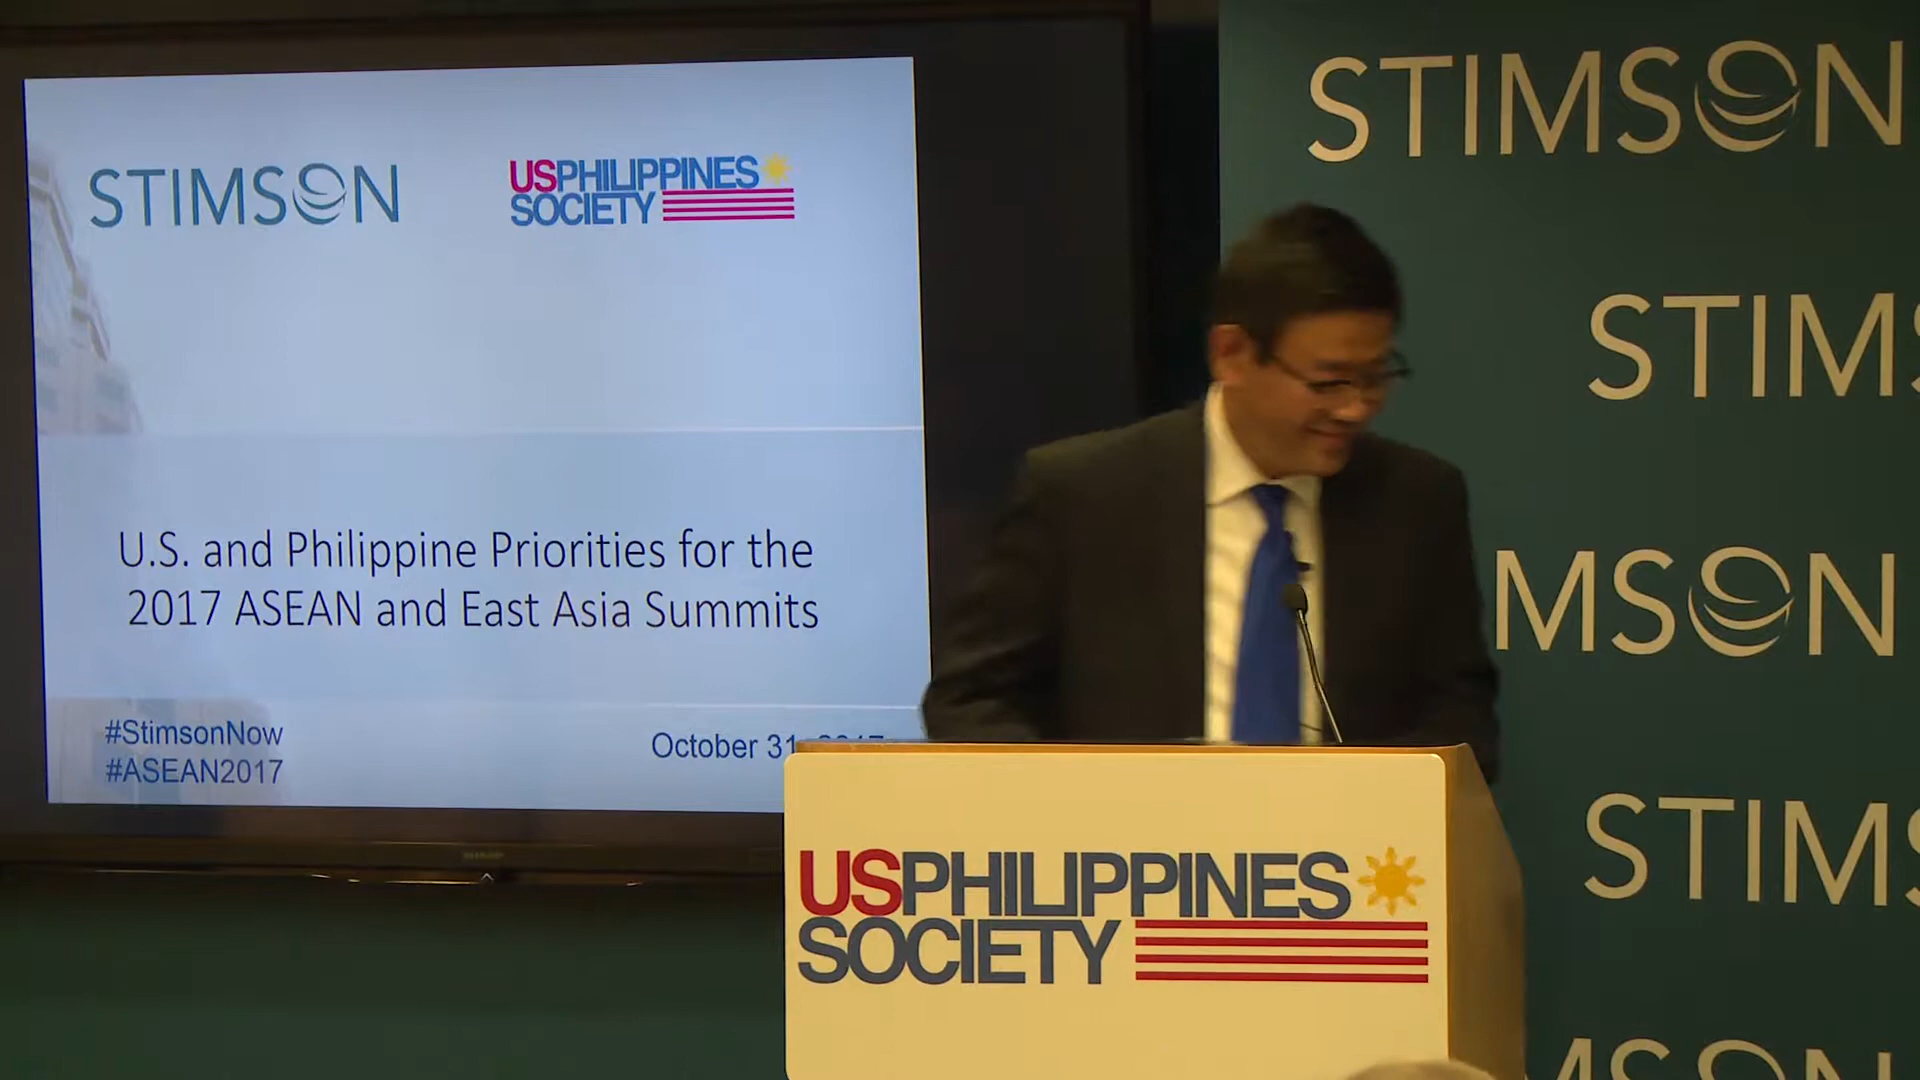 STIMSON
USPHILIPPINES
SOCIETY
U.S. and Philippine Priorities for the
2017 ASEAN and East Asia Summits
#StimsonNow
#ASEAN2017
October 31,
STIMSON
STIMS
MSON
STIMS
MSON
USPHILIPPINES
SOCIETY